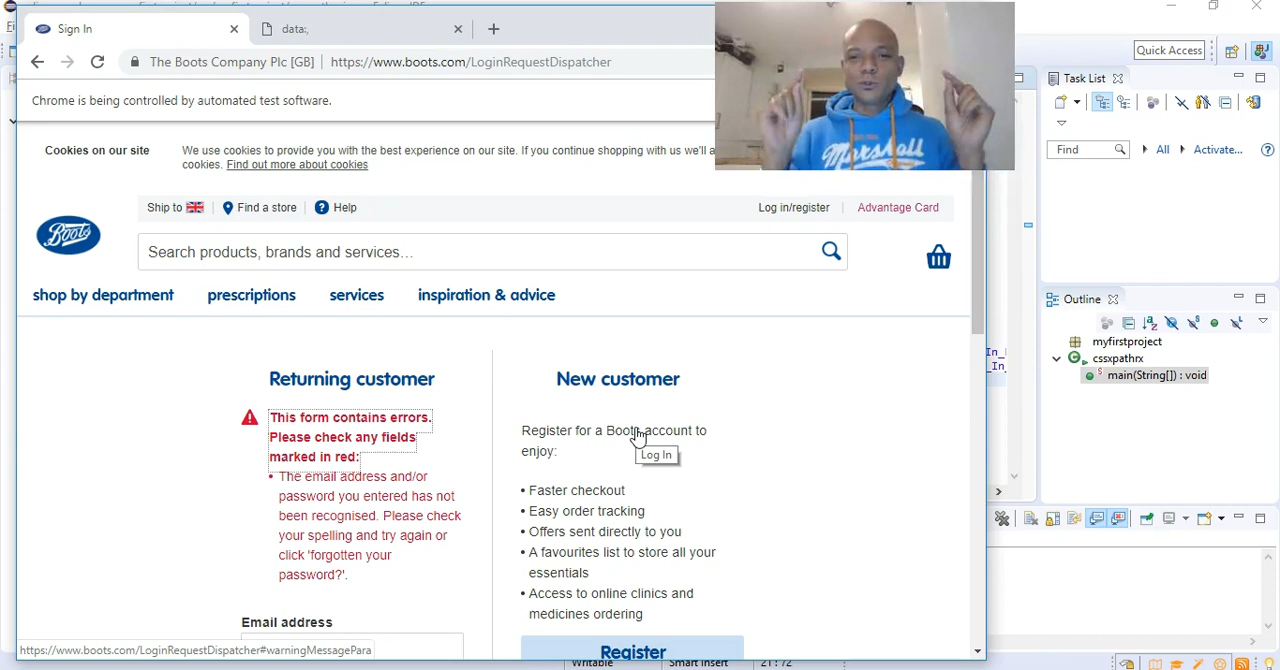 Sign In
data:,
The Boots Company Plc [GB] | https://www.boots.com/LoginRequestDispatcher
Chrome is being controlled by automated test software.
Cookies on our site
We use cookies to provide you with the best experience on our site. If you continue shopping with us we'll a
cookies. Find out more about cookies
Marshall
Ship to
Find a store
Help
Log in/register
Advantage Card
Boots
Search products, brands and services...
shop by department
prescriptions
services
inspiration & advice
Returning customer
This form contains errors.
Please check any fields
marked in red:
• The email address and/or
password you entered has not
been recognised. Please check
your spelling and try again or
click 'forgotten your
password?'.
Email address
New customer
Register for a Boots account to
enjoy:
Log In
• Faster checkout
• Easy order tracking
• Offers sent directly to you
• A favourites list to store all your
essentials
• Access to online clinics and
medicines ordering
Register
https://www.boots.com/LoginRequestDispatcher#warningMessagePara
Quick Access
Task List
Find
All
Activate...
Outline
myfirstproject
cssxpathrx
main(String[]) : void
Writable
Smart Insert
21 : 72